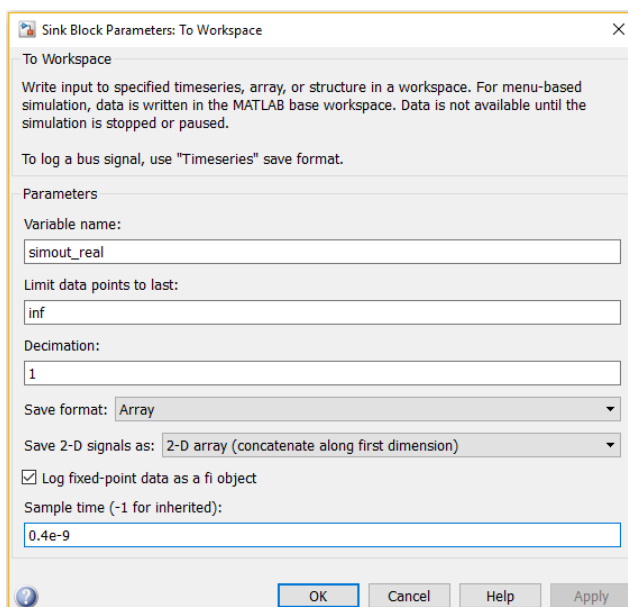 Sink Block Parameters: To Workspace
To Workspace
Write input to specified timeseries, array, or structure in a workspace. For menu-based
simulation, data is written in the MATLAB base workspace. Data is not available until the
simulation is stopped or paused.
To log a bus signal, use "Timeseries" save format.
Parameters
Variable name:
simout_real
Limit data points to last:
inf
Decimation:
1
Save format: Array
Save 2-D signals as: 2-D array (concatenate along first dimension)
Log fixed-point data as a fi object
Sample time (-1 for inherited):
0.4e-9
? OK Cancel Help Apply